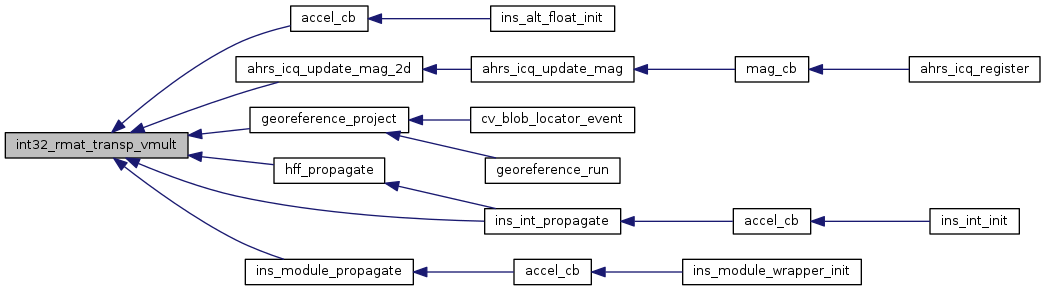 accel_cb
ins_alt_float_init
ahrs_icq_update_mag_2d
ahrs_icq_update_mag
mag_cb
ahrs_icq_register
georeference_project
cv_blob_locator_event
int32_rmat_transp_vmult
hff_propagate
georeference_run
ins_int_propagate
accel_cb
ins_int_init
ins_module_propagate
accel_cb
ins_module_wrapper_init